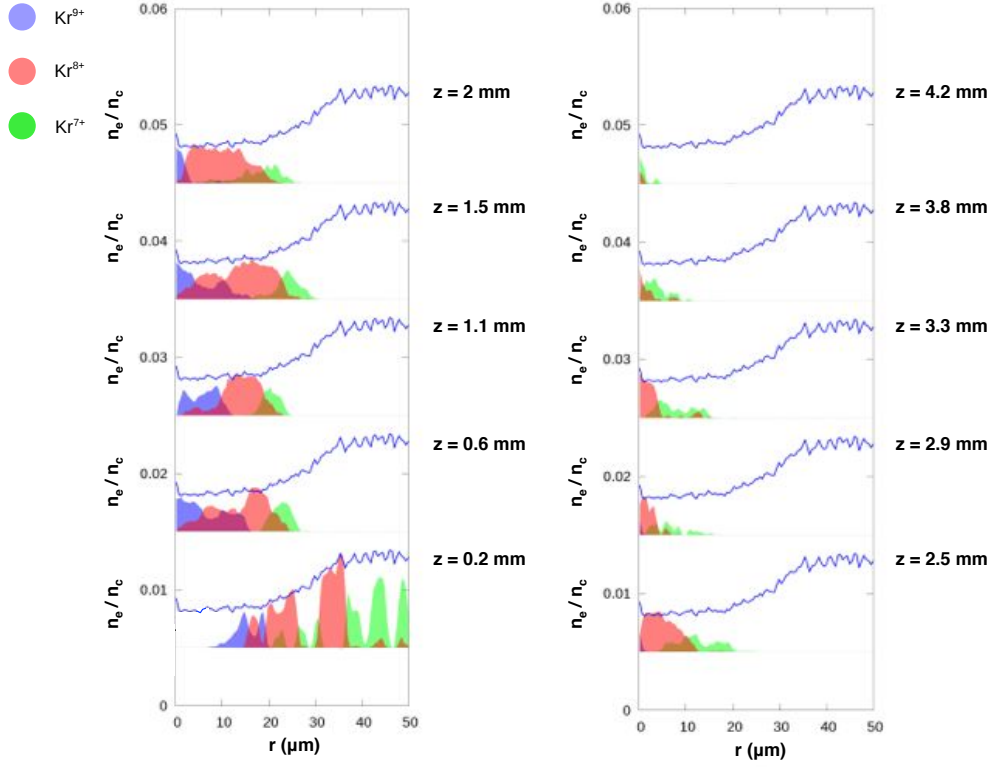 Kr9+
Kr8+
Kr7+
0.06
ne / nc
0.05
z = 2 mm
ne / nc
0.04
z = 1.5 mm
ne / nc
0.03
z = 1.1 mm
ne / nc
0.02
z = 0.6 mm
ne / nc
0.01
z = 0.2 mm
0
0 10 20 30 40 50
r (μm)
0.06
ne / nc
0.05
z = 4.2 mm
ne / nc
0.04
z = 3.8 mm
ne / nc
0.03
z = 3.3 mm
ne / nc
0.02
z = 2.9 mm
ne / nc
0.01
z = 2.5 mm
0
0 10 20 30 40 50
r (μm)